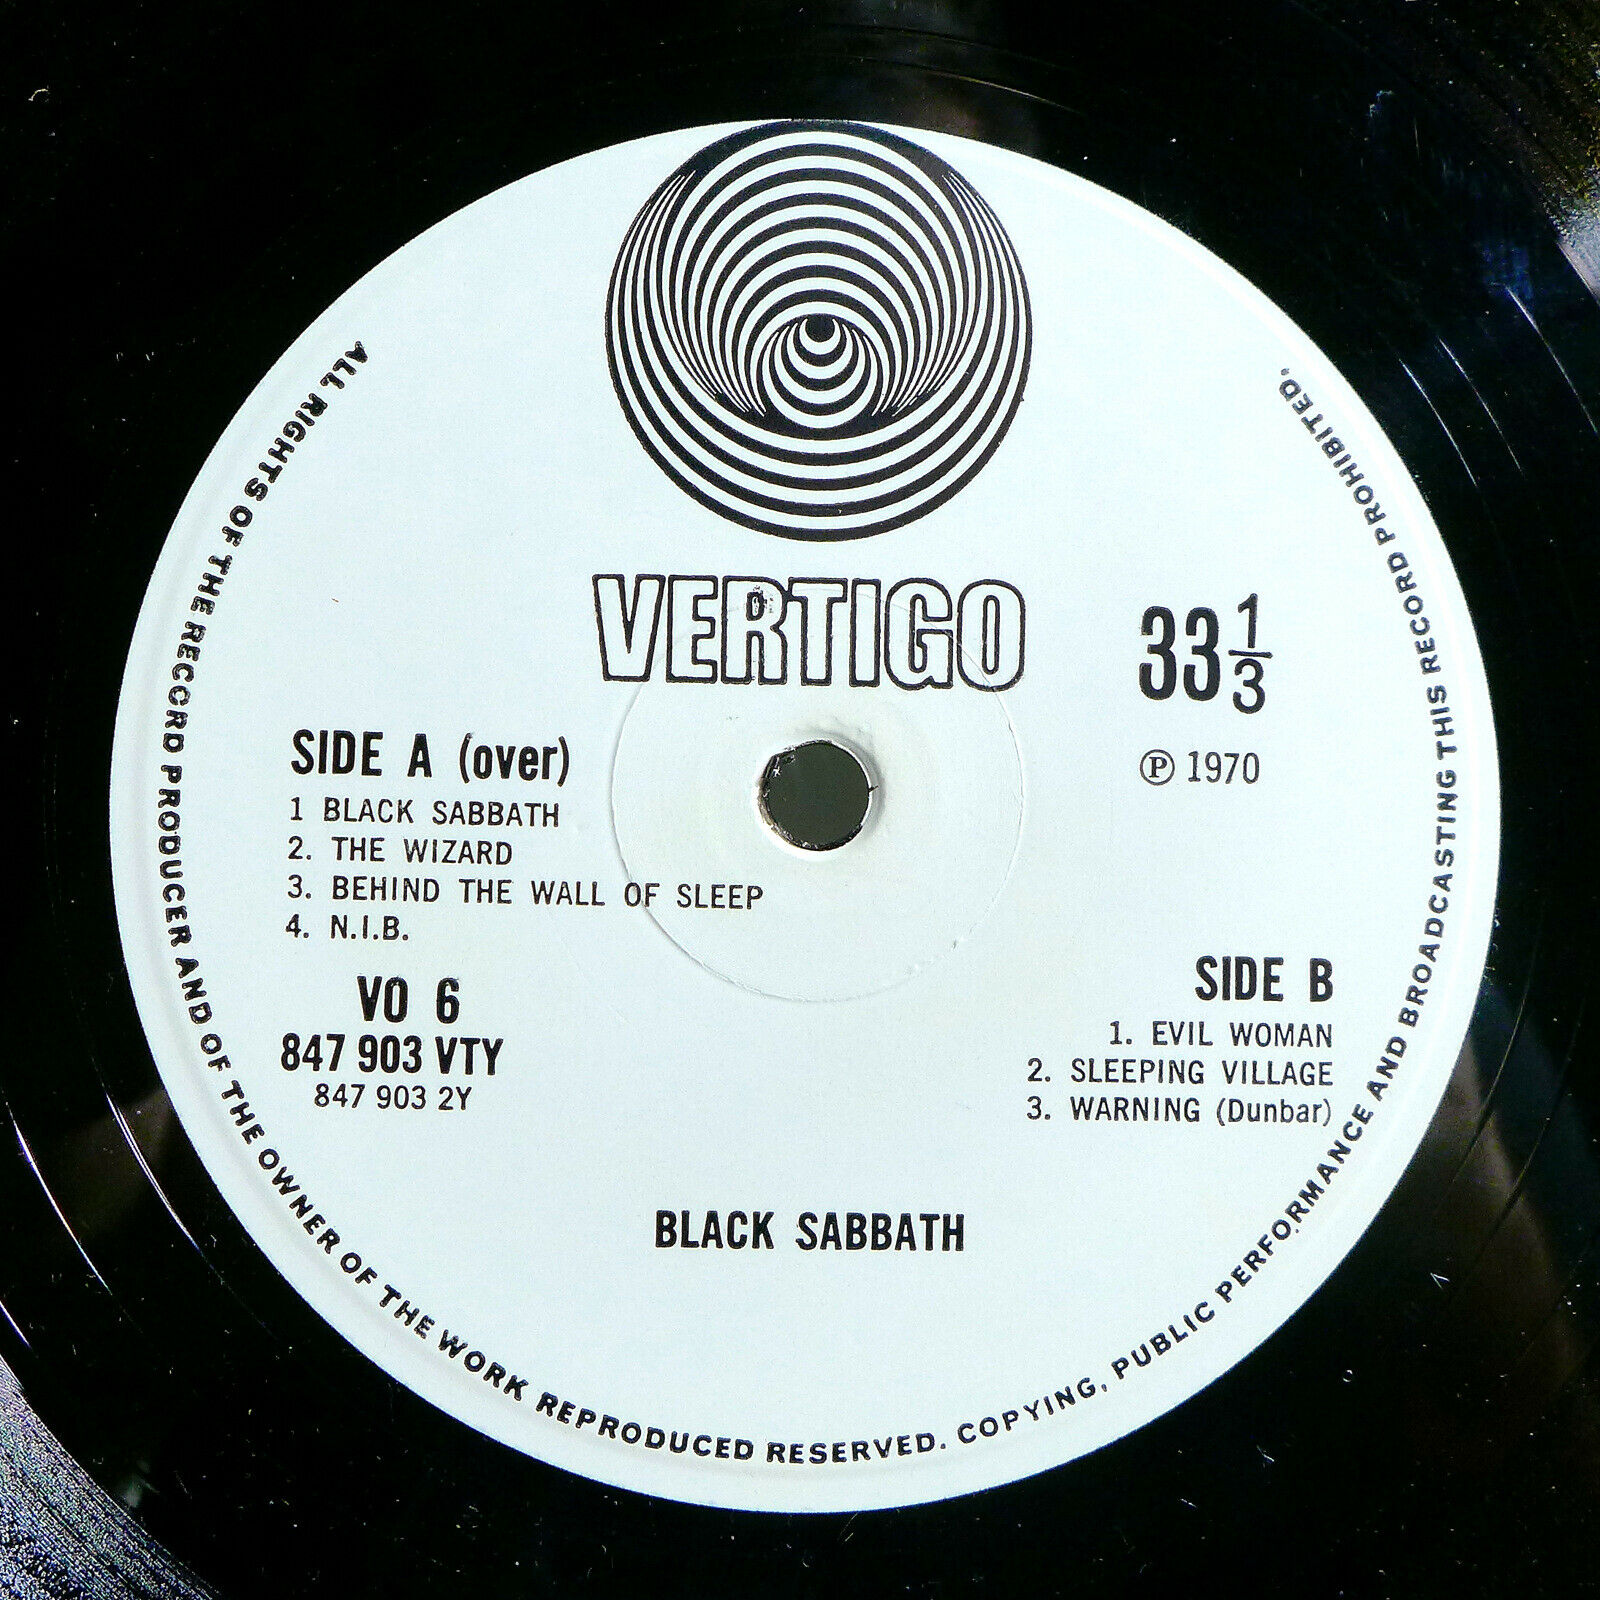 VERTIGO
33 1/3
Ⓟ 1970
SIDE A (over)
1 BLACK SABBATH
2. THE WIZARD
3. BEHIND THE WALL OF SLEEP
4. N.I.B.
VO 6
847 903 VTY
847 903 2Y
SIDE B
1. EVIL WOMAN
2. SLEEPING VILLAGE
3. WARNING (Dunbar)
BLACK SABBATH
ALL RIGHTS OF THE RECORD PRODUCER AND OF THE OWNER OF THE WORK REPRODUCED RESERVED. COPYING, PUBLIC PERFORMANCE AND BROADCASTING THIS RECORD PROHIBITED.